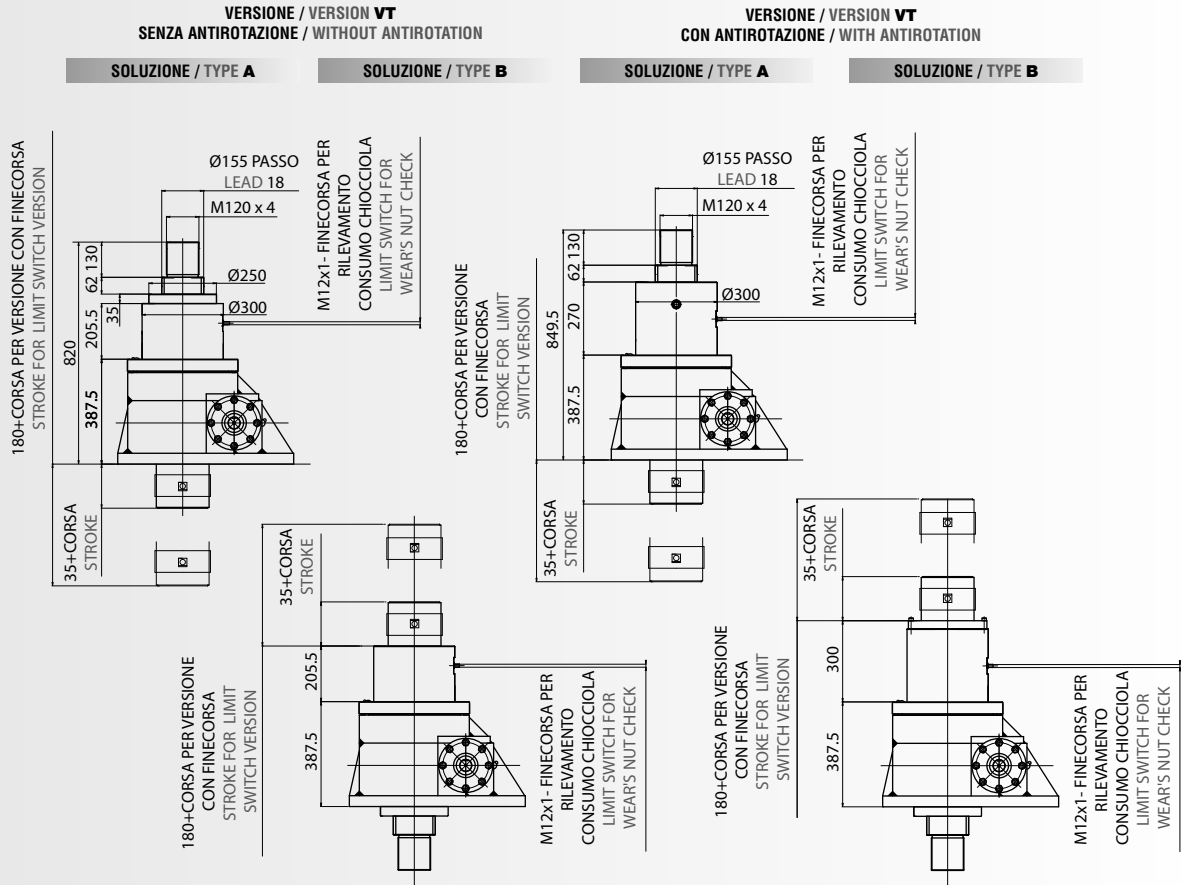 VERSIONE / VERSION VT
SENZA ANTIROTAZIONE / WITHOUT ANTIROTATION
SOLUZIONE / TYPE A
SOLUZIONE / TYPE B
180+CORSA PER VERSIONE CON FINECORSA
STROKE FOR LIMIT SWITCH VERSION
Ø155 PASSO
LEAD 18
M120 x 4
130
62
35
Ø250
Ø300
205.5
820
387.5
M12x1- FINECORSA PER
RILEVAMENTO
CONSUMO CHIOCCIOLA
LIMIT SWITCH FOR
WEAR'S NUT CHECK
35+CORSA
STROKE
35+CORSA
STROKE
205.5
387.5
180+CORSA PER VERSIONE
CON FINECORSA
STROKE FOR LIMIT
SWITCH VERSION
M12x1- FINECORSA PER
RILEVAMENTO
CONSUMO CHIOCCIOLA
LIMIT SWITCH FOR
WEAR'S NUT CHECK
VERSIONE / VERSION VT
CON ANTIROTAZIONE / WITH ANTIROTATION
SOLUZIONE / TYPE A
SOLUZIONE / TYPE B
180+CORSA PER VERSIONE
CON FINECORSA
STROKE FOR LIMIT
SWITCH VERSION
Ø155 PASSO
LEAD 18
M120 x 4
130
62
Ø300
270
849.5
387.5
M12x1- FINECORSA PER
RILEVAMENTO
CONSUMO CHIOCCIOLA
LIMIT SWITCH FOR
WEAR'S NUT CHECK
35+CORSA
STROKE
35+CORSA
STROKE
300
387.5
180+CORSA PER VERSIONE
CON FINECORSA
STROKE FOR LIMIT
SWITCH VERSION
M12x1- FINECORSA PER
RILEVAMENTO
CONSUMO CHIOCCIOLA
LIMIT SWITCH FOR
WEAR'S NUT CHECK